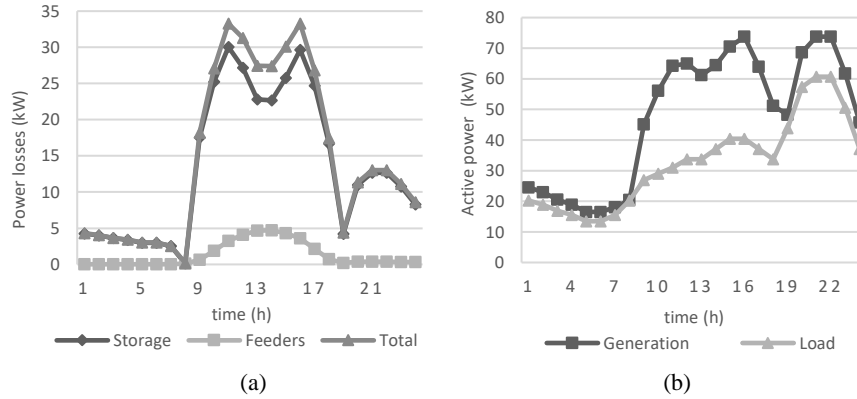 35
30
25
20
15
10
5
0
Power losses (kW)
1 5 9 13 17 21
time (h)
Storage Feeders Total
(a)
80
70
60
50
40
30
20
10
0
Active power (kW)
1 4 7 10 13 16 19 22
time (h)
Generation Load
(b)